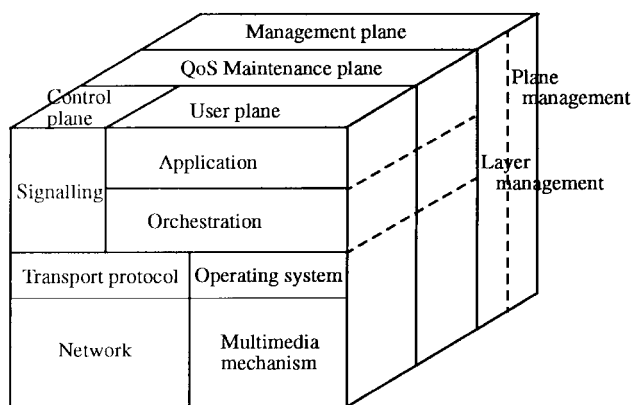 Management plane
QoS Maintenance plane
Control
plane
User plane
Plane
management
Application
Signalling
Layer
management
Orchestration
Transport protocol
Operating system
Network
Multimedia
mechanism